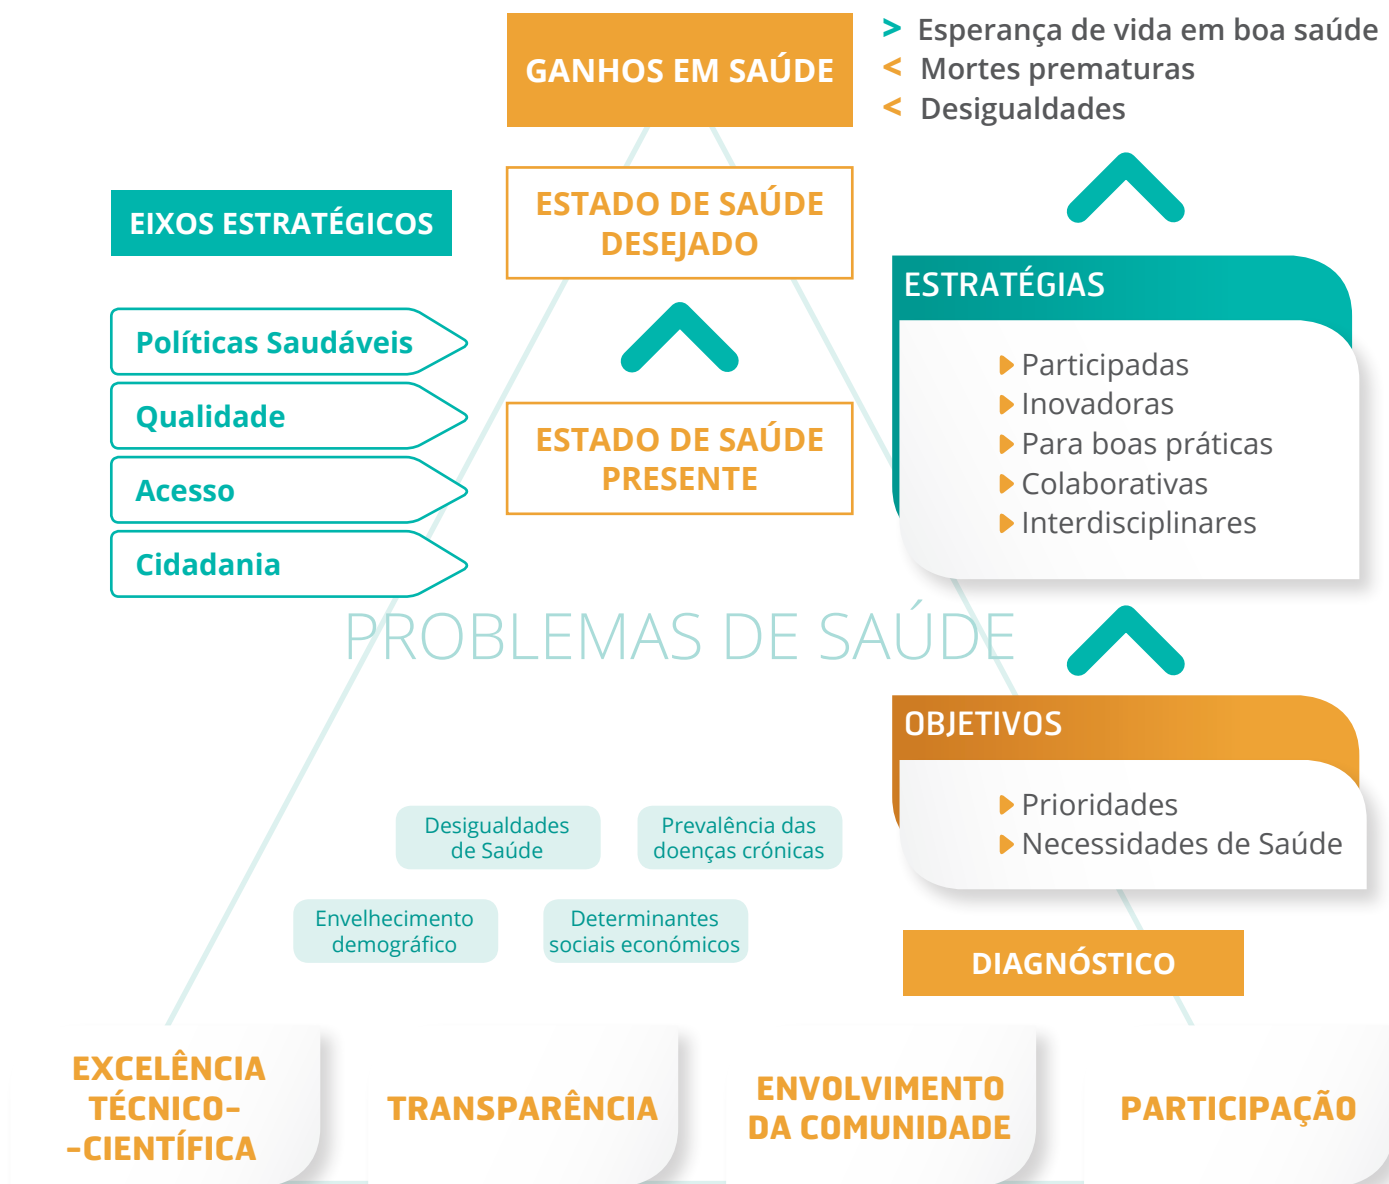 GANHOS EM SAÚDE
> Esperança de vida em boa saúde
< Mortes prematuras
< Desigualdades
EIXOS ESTRATÉGICOS
Políticas Saudáveis
Qualidade
Acesso
Cidadania
ESTADO DE SAÚDE
DESEJADO
ESTADO DE SAÚDE
PRESENTE
ESTRATÉGIAS
Participadas
Inovadoras
Para boas práticas
Colaborativas
Interdisciplinares
PROBLEMAS DE SAÚDE
OBJETIVOS
Prioridades
Necessidades de Saúde
Desigualdades
de Saúde
Prevalência das
doenças crónicas
Envelhecimento
demográfico
Determinantes
sociais económicos
DIAGNÓSTICO
EXCELÊNCIA
TÉCNICO-
-CIENTÍFICA
TRANSPARÊNCIA
ENVOLVIMENTO
DA COMUNIDADE
PARTICIPAÇÃO